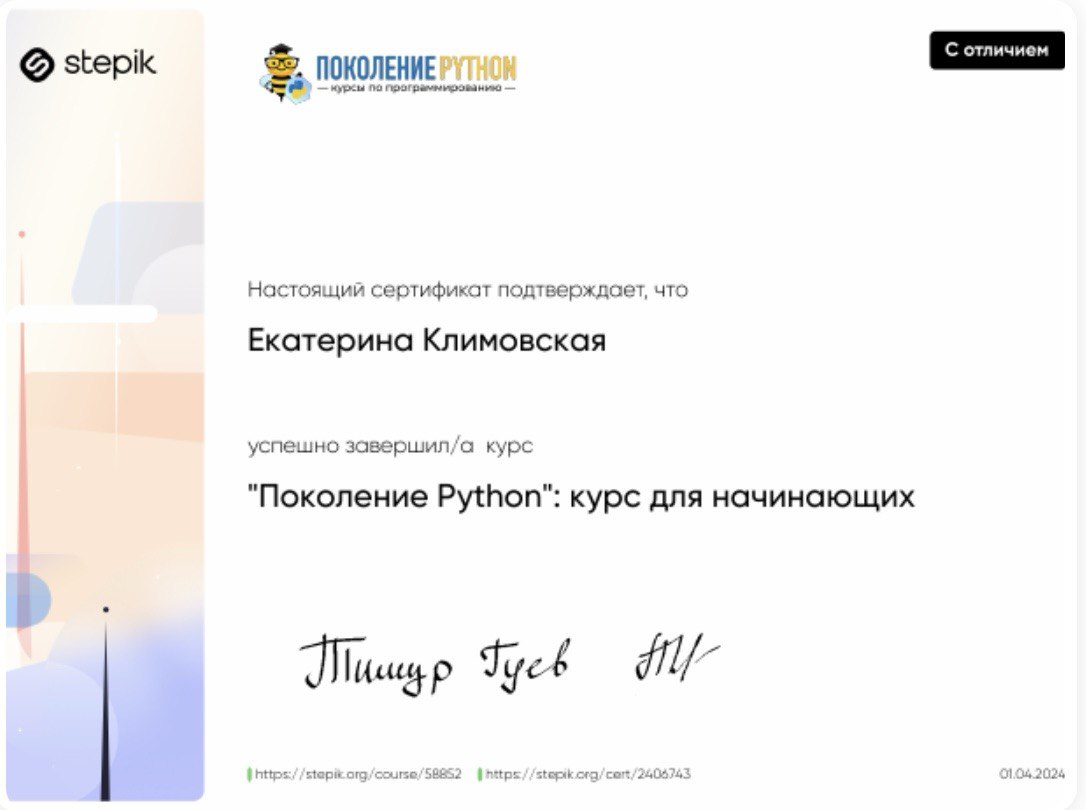 stepik
ПОКОЛЕНИЕ PYTHON
— курсы по программированию —
С отличием
Настоящий сертификат подтверждает, что
Екатерина Климовская
успешно завершил/а курс
"Поколение Python": курс для начинающих
Тимур Гуев
https://stepik.org/course/58852 https://stepik.org/cert/2406743
01.04.2024